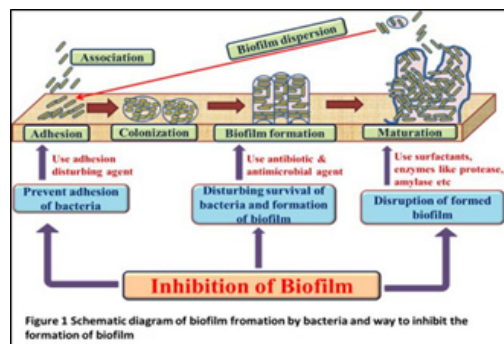 Association
Biofilm dispersion
Adhesion
Colonization
Biofilm formation
Maturation
Use adhesion
disturbing agent
Use antibiotic &
antimicrobial agent
Use surfactants,
enzymes like protease,
amylase etc
Prevent adhesion
of bacteria
Disturbing survival of
bacteria and formation
of biofilm
Disruption of formed
biofilm
Inhibition of Biofilm
Figure 1 Schematic diagram of biofilm fromation by bacteria and way to inhibit the
formation of biofilm